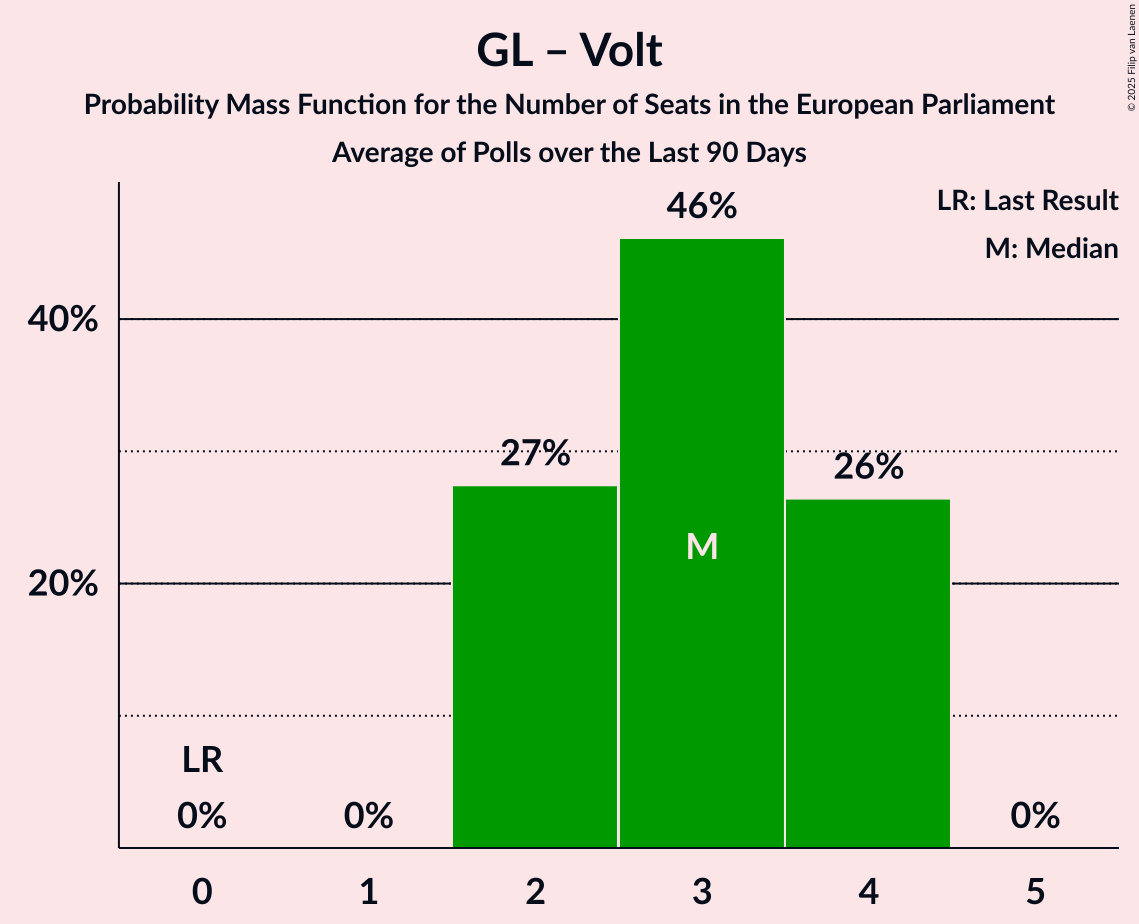 GL – Volt
Probability Mass Function for the Number of Seats in the European Parliament
Average of Polls over the Last 90 Days
© 2025 Filip van Laenen
LR: Last Result
M: Median
46%
40%
27%
26%
M
20%
LR
0%
0%
0%
0
1
2
3
4
5